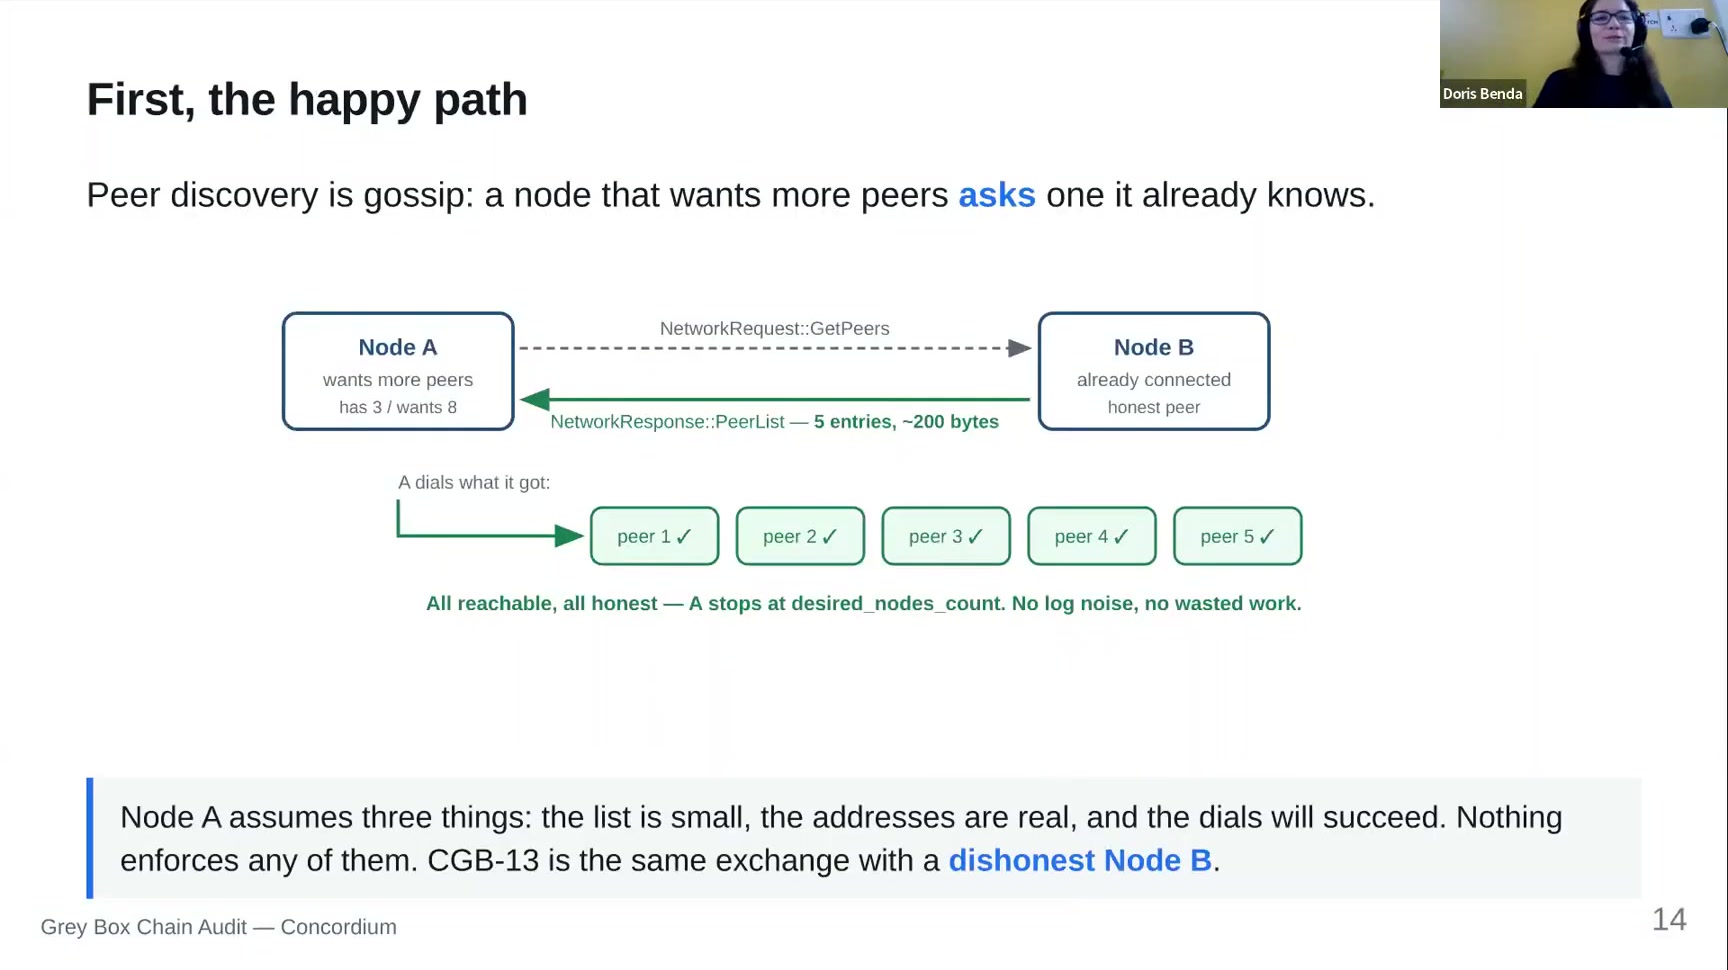 Doris Benda
First, the happy path
Peer discovery is gossip: a node that wants more peers asks one it already knows.
Node A
wants more peers
has 3 / wants 8
NetworkRequest::GetPeers
NetworkResponse::PeerList — 5 entries, ~200 bytes
Node B
already connected
honest peer
A dials what it got:
peer 1 ✓
peer 2 ✓
peer 3 ✓
peer 4 ✓
peer 5 ✓
All reachable, all honest — A stops at desired_nodes_count. No log noise, no wasted work.
Node A assumes three things: the list is small, the addresses are real, and the dials will succeed. Nothing
enforces any of them. CGB-13 is the same exchange with a dishonest Node B.
Grey Box Chain Audit — Concordium
14